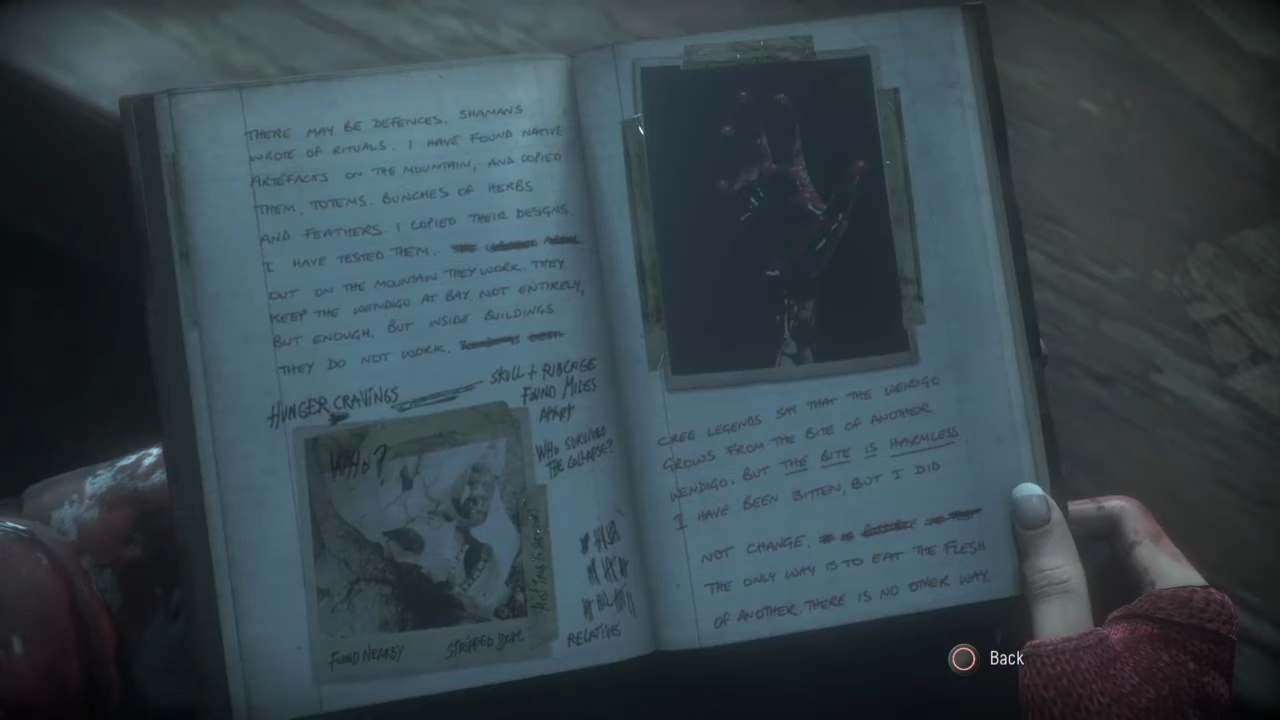 THERE MAY BE DEFENCES. SHAMANS
WROTE OF RITUALS. I HAVE FOUND NATIVE
ARTEFACTS ON THE MOUNTAIN, AND COPIED
THEM. TOTEMS. BUNCHES OF HERBS
AND FEATHERS. I COPIED THEIR DESIGNS.
I HAVE TESTED THEM.
OUT ON THE MOUNTAIN THEY WORK. THEY
KEEP THE WENDIGO AT BAY NOT ENTIRELY,
BUT ENOUGH. BUT INSIDE BUILDINGS
THEY DO NOT WORK.
HUNGER CRAVINGS
SKULL + RIBCAGE
FOUND MILES
APART
WHO SURVIVED
THE COLLAPSE?
WHO?
RELATIVES
FOUND NEARBY
STRIPPED BARE
CREE LEGENDS SAY THAT THE WENDIGO
GROWS FROM THE BITE OF ANOTHER
WENDIGO. BUT THE BITE IS HARMLESS
I HAVE BEEN BITTEN, BUT I DID
NOT CHANGE.
THE ONLY WAY IS TO EAT THE FLESH
OF ANOTHER. THERE IS NO OTHER WAY.
Back